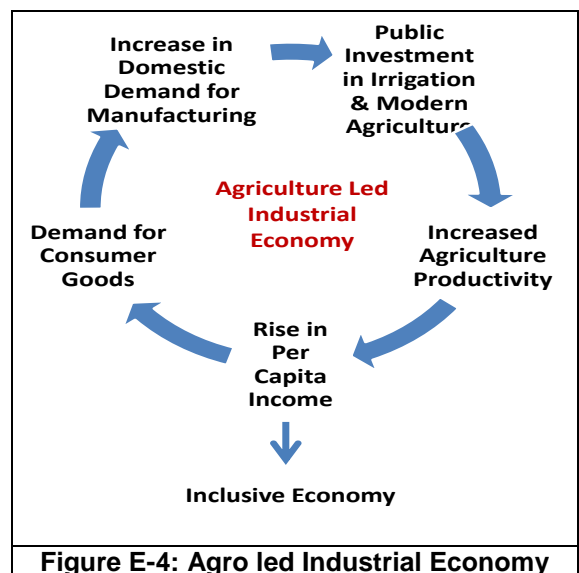 Increase in
Domestic
Demand for
Manufacturing
Public
Investment
in Irrigation
& Modern
Agriculture
Agriculture Led
Industrial
Economy
Demand for
Consumer
Goods
Increased
Agriculture
Productivity
Rise in
Per
Capita
Income
Inclusive Economy
Figure E-4: Agro led Industrial Economy